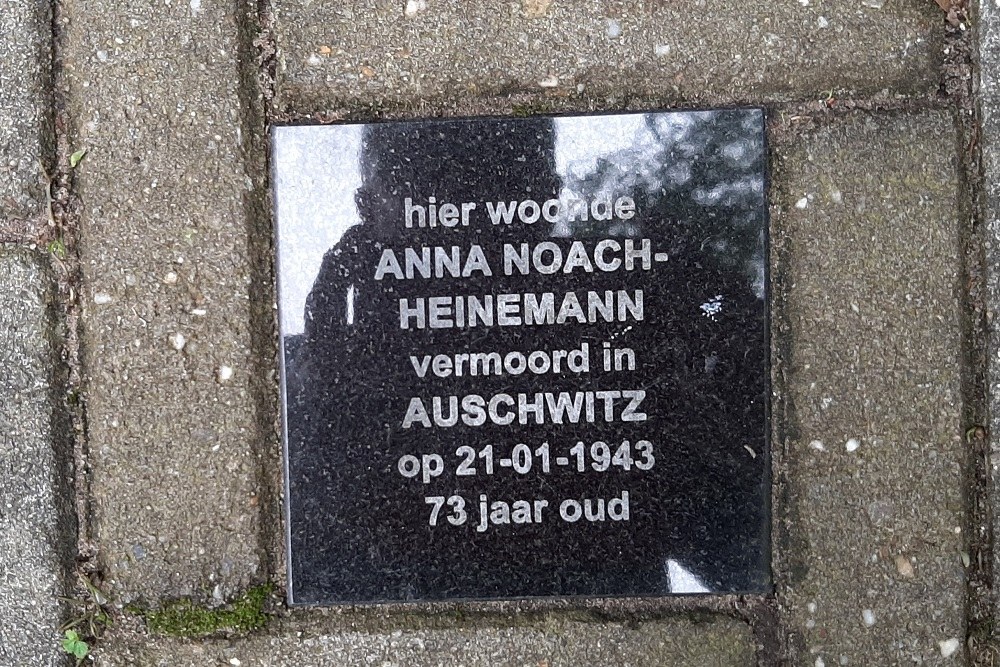 hier woonde
ANNA NOACH-
HEINEMANN
vermoord in
AUSCHWITZ
op 21-01-1943
73 jaar oud